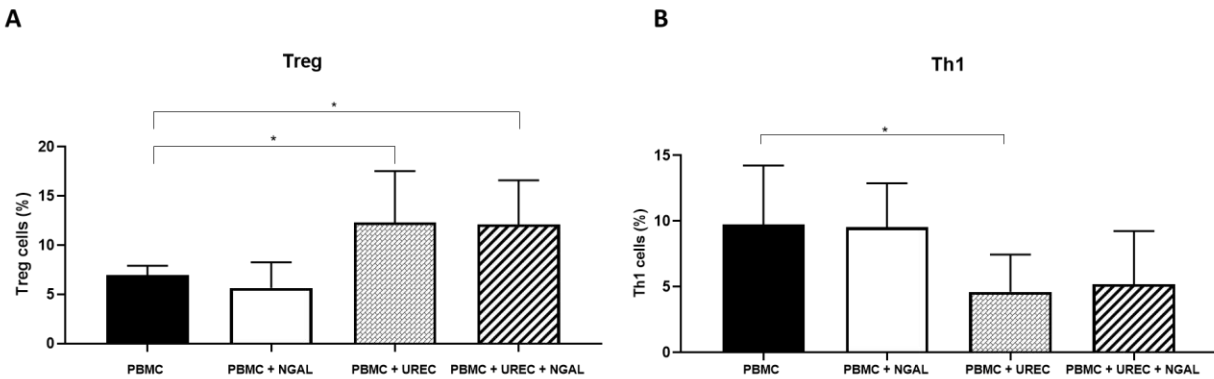 A
Treg
*
*
Treg cells (%)
20
15
10
5
0
PBMC
PBMC + NGAL
PBMC + UREC
PBMC + UREC + NGAL
B
Th1
*
Th1 cells (%)
15
10
5
0
PBMC
PBMC + NGAL
PBMC + UREC
PBMC + UREC + NGAL